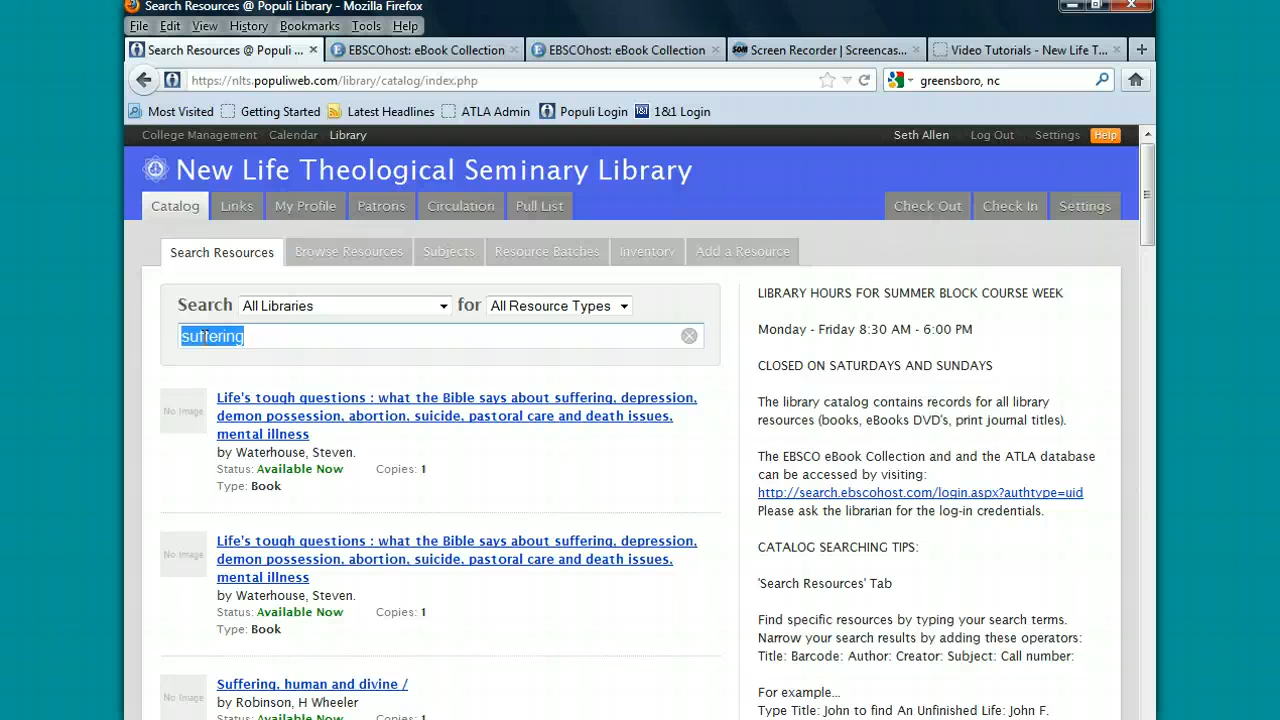 Search Resources @ Populi Library - Mozilla Firefox
File Edit View History Bookmarks Tools Help
Search Resources @ Populi ... EBSCOhost: eBook Collection EBSCOhost: eBook Collection Screen Recorder | Screencas... Video Tutorials - New Life T...
https://nlts.populiweb.com/library/catalog/index.php greensboro, nc
Most Visited Getting Started Latest Headlines ATLA Admin Populi Login 1&1 Login
College Management Calendar Library Seth Allen Log Out Settings Help
New Life Theological Seminary Library
Catalog Links My Profile Patrons Circulation Pull List Check Out Check In Settings
Search Resources Browse Resources Subjects Resource Batches Inventory Add a Resource
Search All Libraries for All Resource Types
suffering
No Image
Life's tough questions : what the Bible says about suffering, depression,
demon possession, abortion, suicide, pastoral care and death issues,
mental illness
by Waterhouse, Steven.
Status: Available Now Copies: 1
Type: Book
No Image
Life's tough questions : what the Bible says about suffering, depression,
demon possession, abortion, suicide, pastoral care and death issues,
mental illness
by Waterhouse, Steven.
Status: Available Now Copies: 1
Type: Book
No Image
Suffering, human and divine /
by Robinson, H Wheeler
Status: Available Now Copies: 1
LIBRARY HOURS FOR SUMMER BLOCK COURSE WEEK
Monday - Friday 8:30 AM - 6:00 PM
CLOSED ON SATURDAYS AND SUNDAYS
The library catalog contains records for all library
resources (books, eBooks DVD's, print journal titles).
The EBSCO eBook Collection and and the ATLA database
can be accessed by visiting:
http://search.ebscohost.com/login.aspx?authtype=uid
Please ask the librarian for the log-in credentials.
CATALOG SEARCHING TIPS:
'Search Resources' Tab
Find specific resources by typing your search terms.
Narrow your search results by adding these operators:
Title: Barcode: Author: Creator: Subject: Call number:
For example...
Type Title: John to find An Unfinished Life: John F.